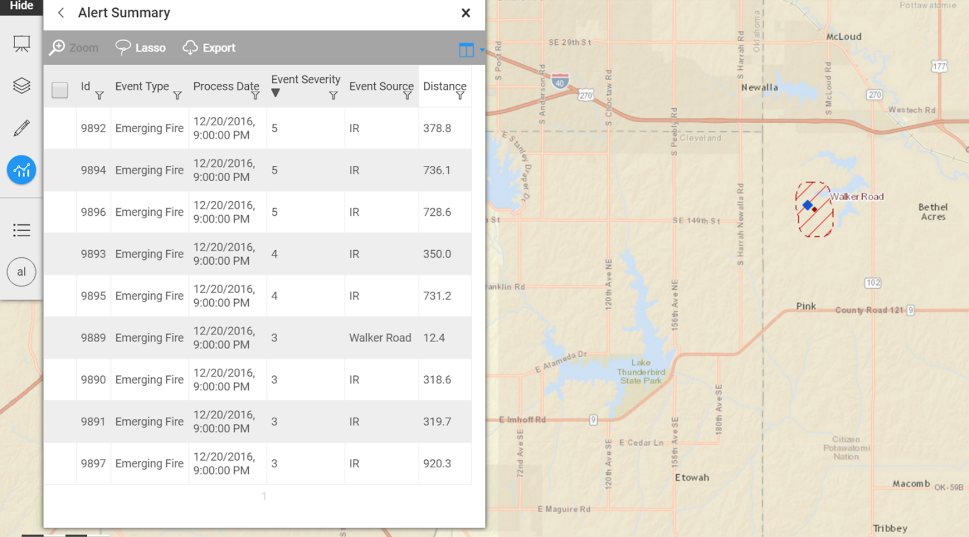 Hide
Alert Summary
Zoom
Lasso
Export
Id Event Type Process Date Event Severity Event Source Distance
9892 Emerging Fire 12/20/2016, 9:00:00 PM 5 IR 378.8
9894 Emerging Fire 12/20/2016, 9:00:00 PM 5 IR 736.1
9896 Emerging Fire 12/20/2016, 9:00:00 PM 5 IR 728.6
9893 Emerging Fire 12/20/2016, 9:00:00 PM 4 IR 350.0
9895 Emerging Fire 12/20/2016, 9:00:00 PM 4 IR 731.2
9889 Emerging Fire 12/20/2016, 9:00:00 PM 3 Walker Road 12.4
9890 Emerging Fire 12/20/2016, 9:00:00 PM 3 IR 318.6
9891 Emerging Fire 12/20/2016, 9:00:00 PM 3 IR 319.7
9897 Emerging Fire 12/20/2016, 9:00:00 PM 3 IR 920.3
1
al
Pottawatomie
Oklahoma
McLoud
SE 29th St
S Post Rd
S Anderson Rd
S Choctaw Rd
S Peebly Rd
S Harrah Rd
S McLoud Rd
40
270
177
Newalla
270
Westech Rd
Cleveland
E Stanley Draper Dr
Walker Road
Bethel
Acres
SE 149th St
St
S Harrah Newalla Rd
anklin Rd
120th Ave NE
156th Ave NE
102
Pink
County Road 121
9
E Alameda Dr
Lake
Thunderbird
State Park
180th Ave SE
E Imhoff Rd
9
72nd Ave SE
120th Ave SE
156th Ave SE
E Cedar Ln
Citizen
Potawatomi
Nation
Etowah
Macomb
OK-59B
E Maguire Rd
Tribbey